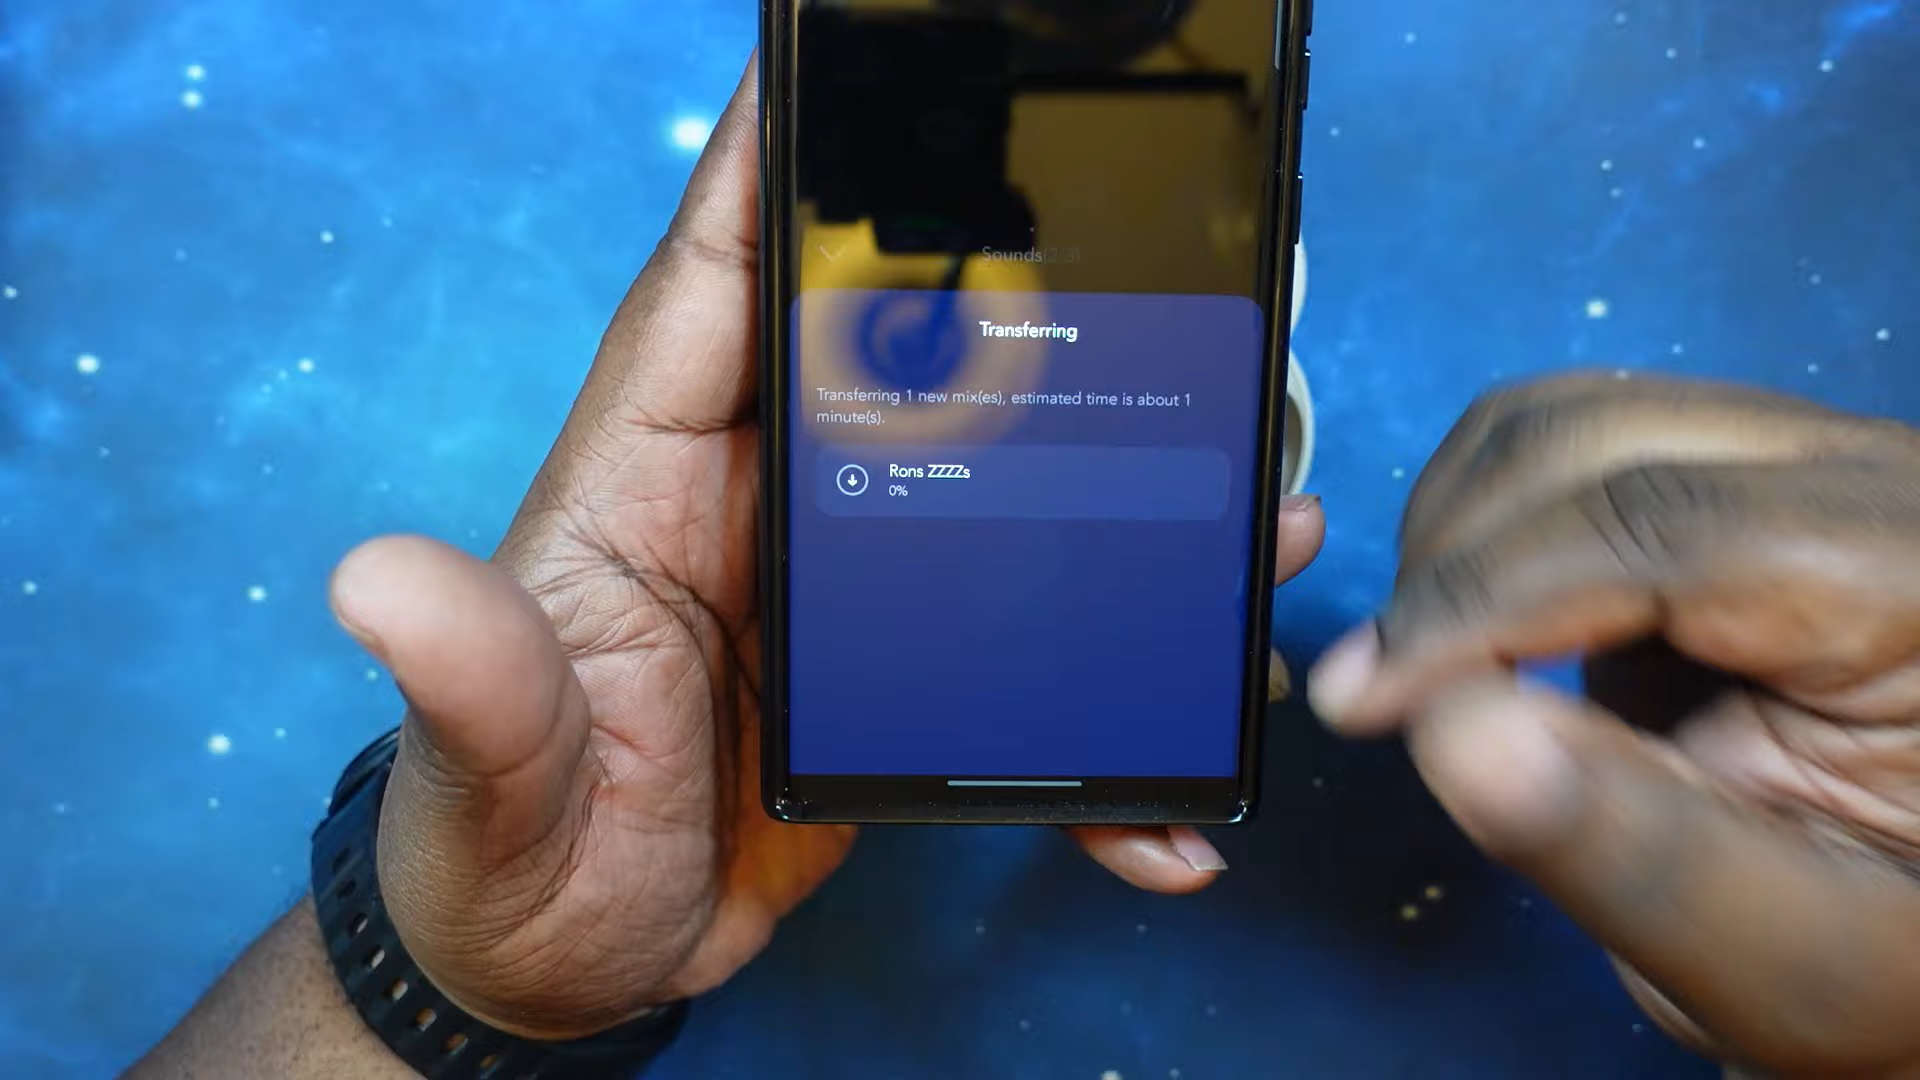 Sounds(2/3)
Transferring
Transferring 1 new mix(es), estimated time is about 1
minute(s).
Rons ZZZZs
0%